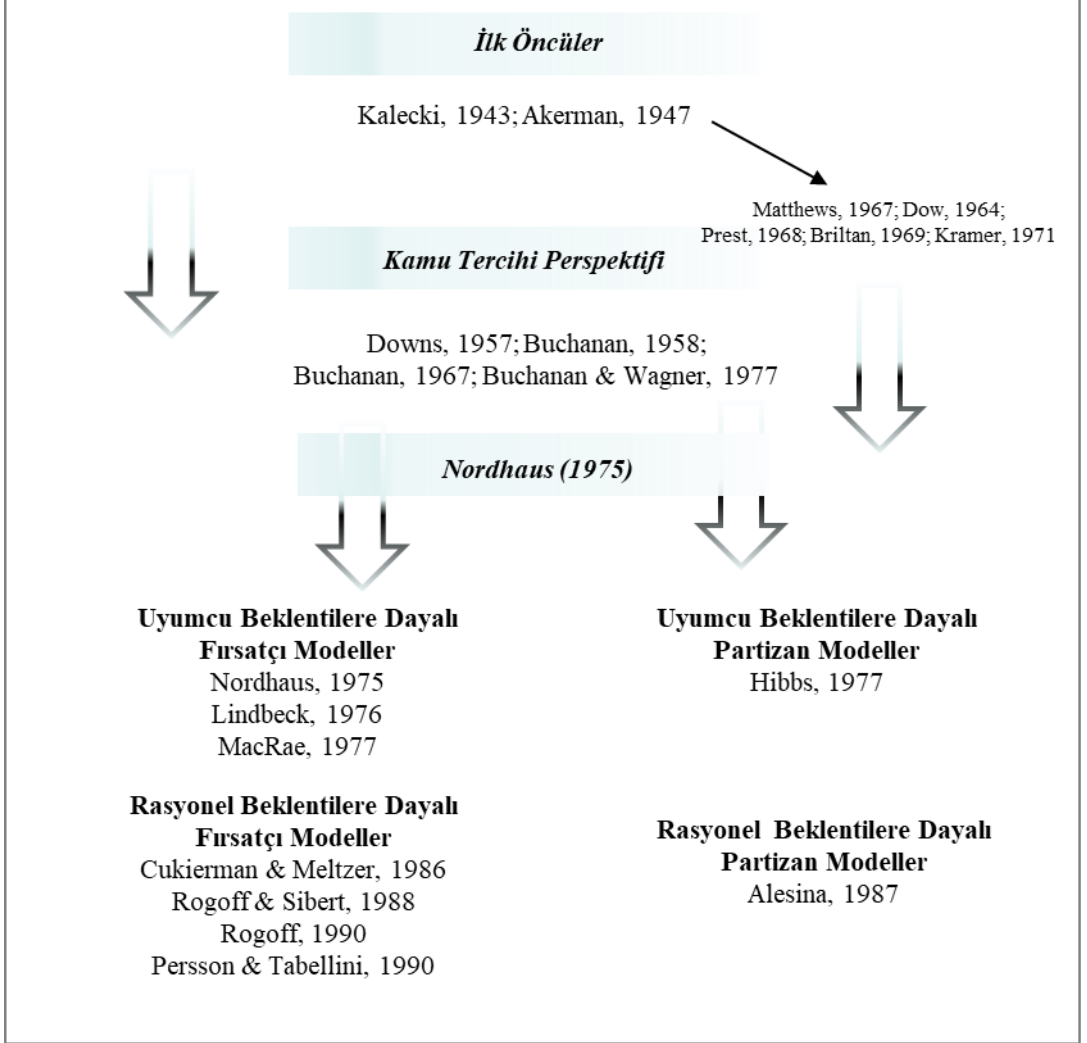 İlk Öncüler
Kalecki, 1943; Akerman, 1947
Matthews, 1967; Dow, 1964;
Prest, 1968; Briltan, 1969; Kramer, 1971
Kamu Tercihi Perspektifi
Downs, 1957; Buchanan, 1958;
Buchanan, 1967; Buchanan & Wagner, 1977
Nordhaus (1975)
Uyumcu Beklentilere Dayalı
Fırsatçı Modeller
Nordhaus, 1975
Lindbeck, 1976
MacRae, 1977
Uyumcu Beklentilere Dayalı
Partizan Modeller
Hibbs, 1977
Rasyonel Beklentilere Dayalı
Fırsatçı Modeller
Cukierman & Meltzer, 1986
Rogoff & Sibert, 1988
Rogoff, 1990
Persson & Tabellini, 1990
Rasyonel Beklentilere Dayalı
Partizan Modeller
Alesina, 1987